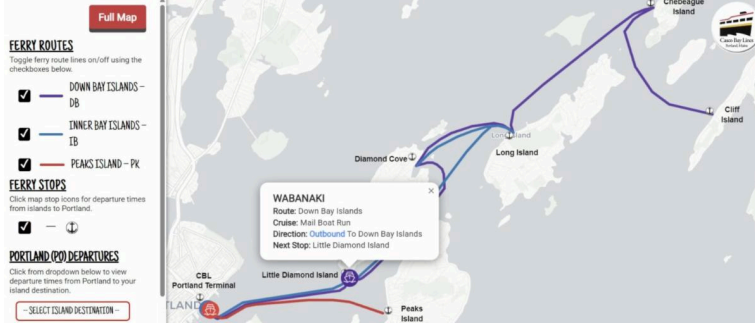 Full Map
FERRY ROUTES
Toggle ferry route lines on/off using the
checkboxes below.
DOWN BAY ISLANDS –
DB
INNER BAY ISLANDS –
IB
PEAKS ISLAND – PK
FERRY STOPS
Click map stop icons for departure times
from islands to Portland.
PORTLAND (PO) DEPARTURES
Click from dropdown below to view
departure times from Portland to your
island destination.
– SELECT ISLAND DESTINATION –
Chebeague
Island
Casco Bay Lines
Portland, Maine
Cliff
Island
Long Island
Long Island
Diamond Cove
WABANAKI
×
Route: Down Bay Islands
Cruise: Mail Boat Run
Direction: Outbound To Down Bay Islands
Next Stop: Little Diamond Island
CBL
Portland Terminal
Little Diamond Island
TLAND
Peaks
Island